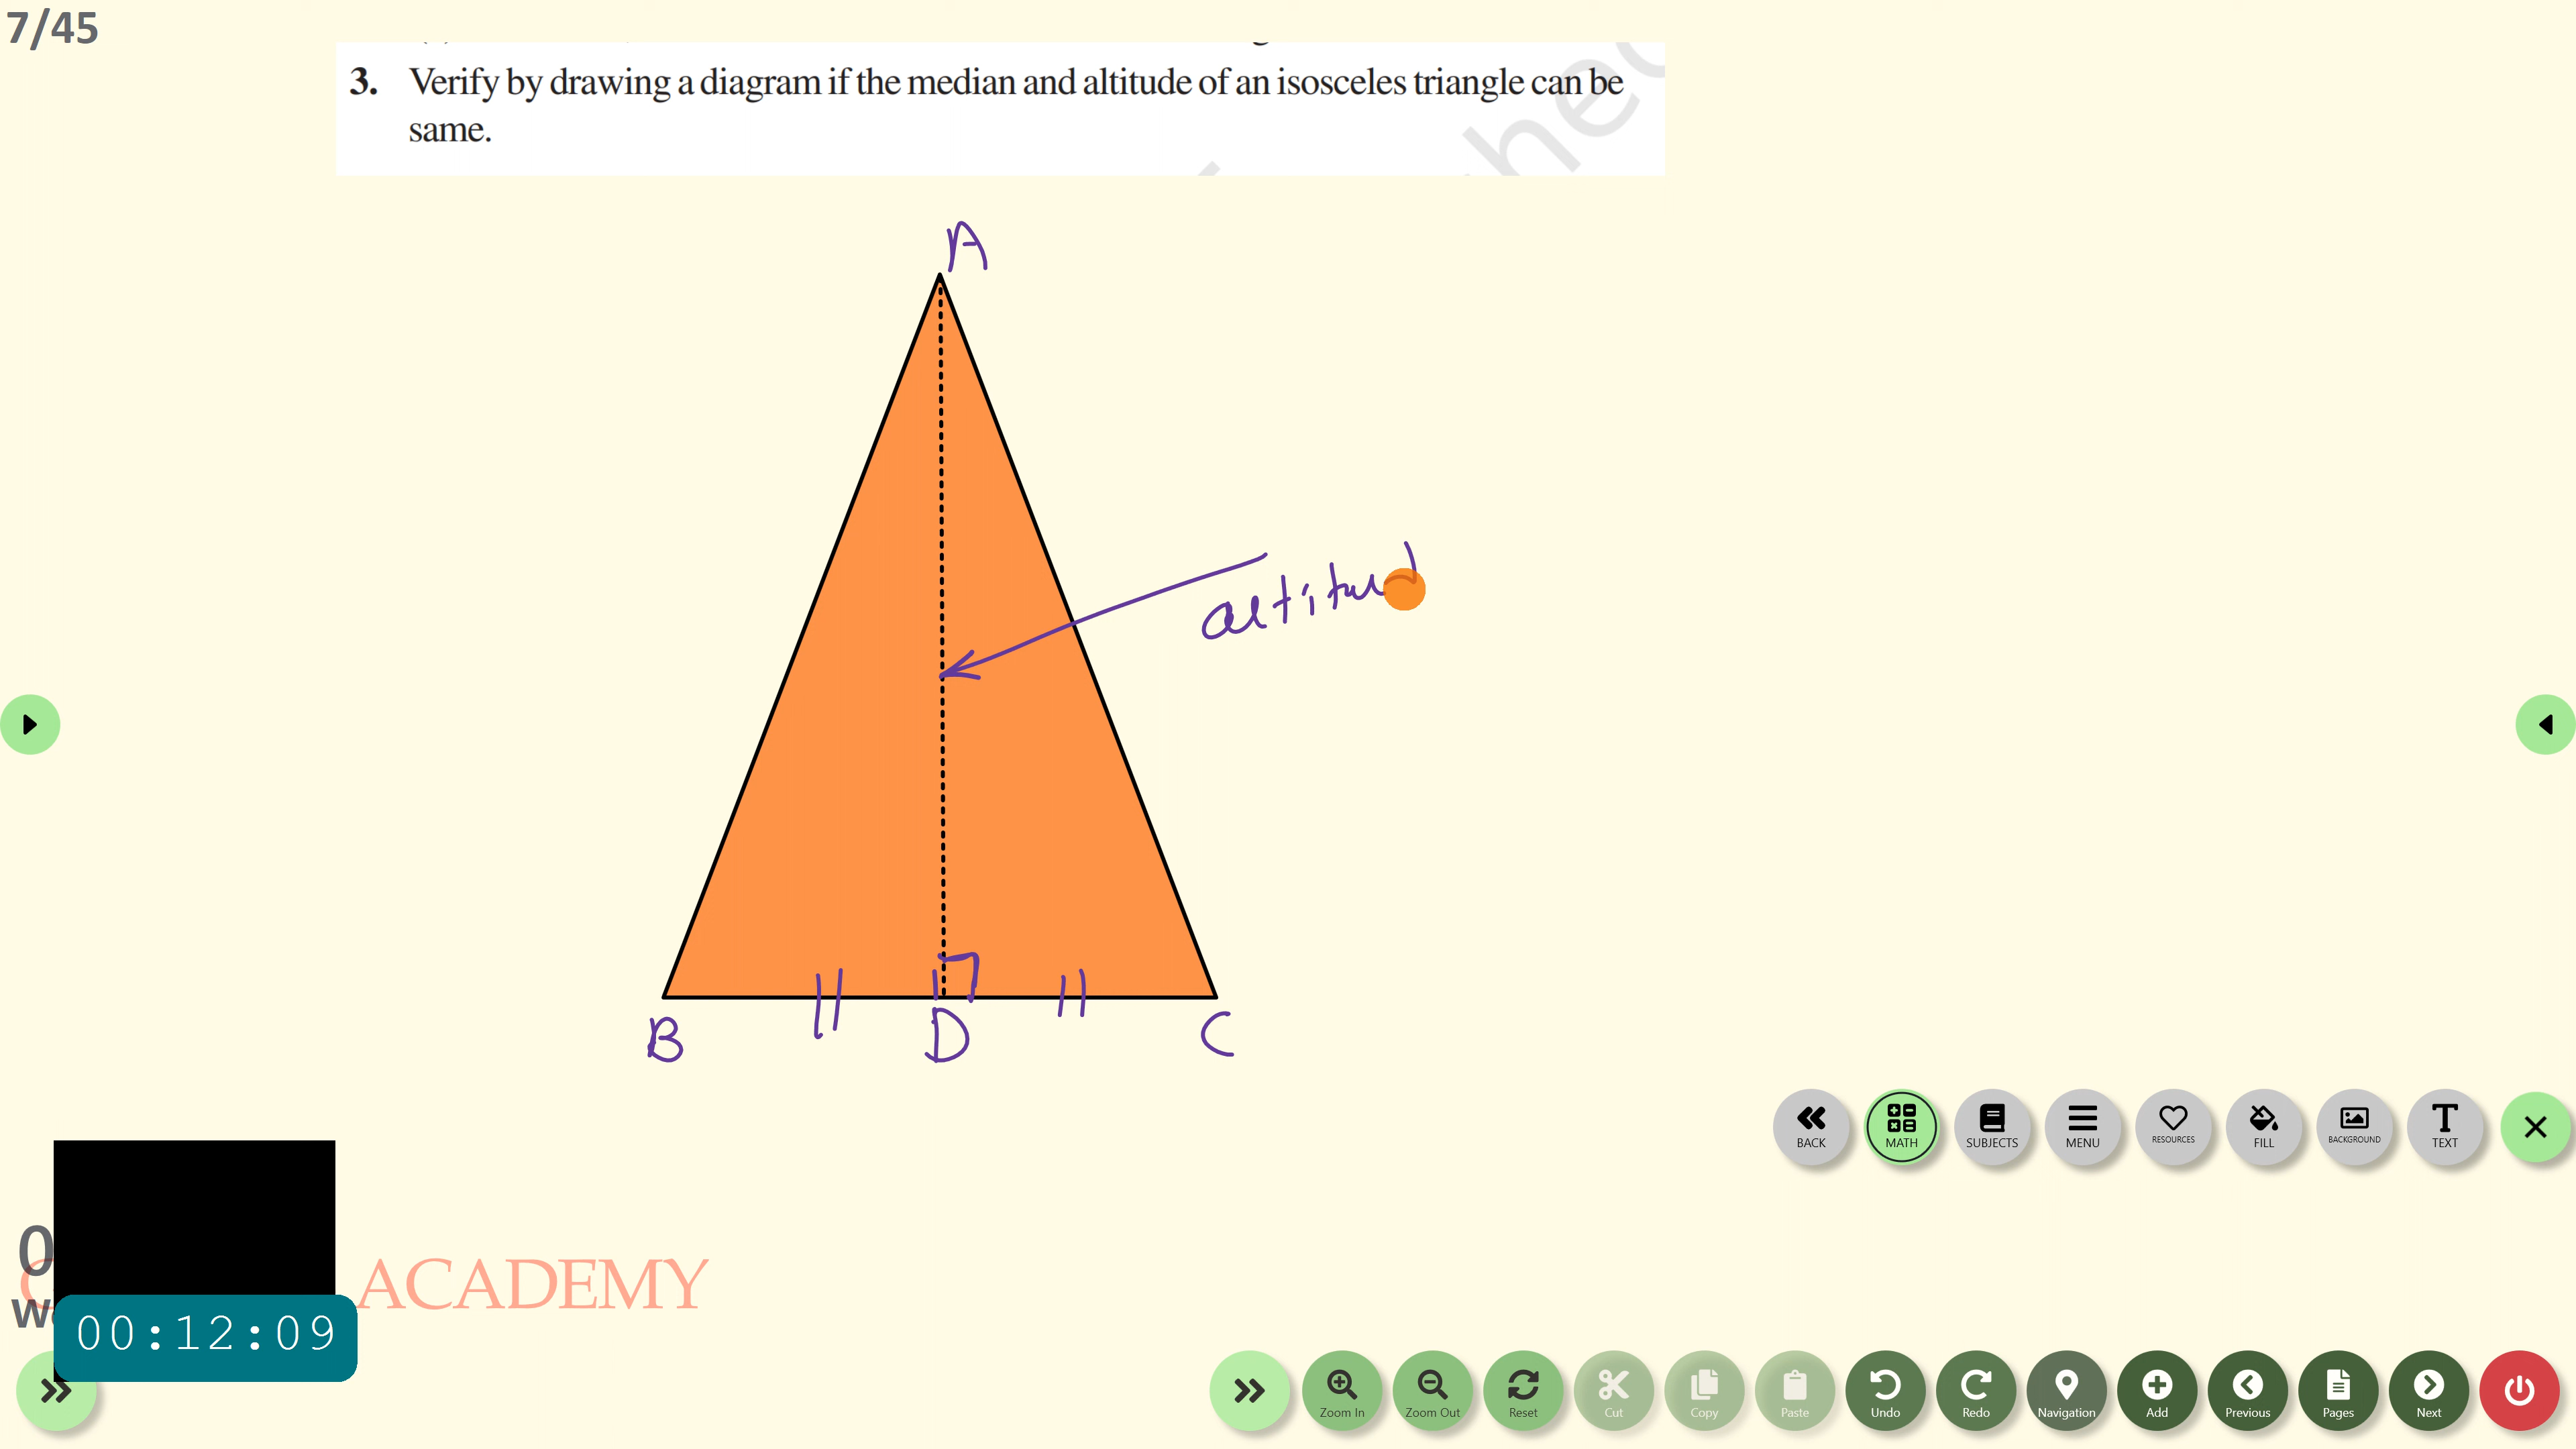 7/45
3. Verify by drawing a diagram if the median and altitude of an isosceles triangle can be
same.
A
altitud
B
D
C
BACK
MATH
SUBJECTS
MENU
RESOURCES
FILL
BACKGROUND
TEXT
ACADEMY
00:12:09
Zoom In
Zoom Out
Reset
Cut
Copy
Paste
Undo
Redo
Navigation
Add
Previous
Pages
Next